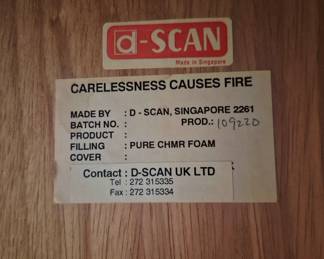 d-SCAN
Made in Singapore
CARELESSNESS CAUSES FIRE
MADE BY : D - SCAN, SINGAPORE 2261
BATCH NO. : PROD.: 109220
PRODUCT :
FILLING : PURE CHMR FOAM
COVER :
Contact : D-SCAN UK LTD
Tel : 272 315335
Fax : 272 315334